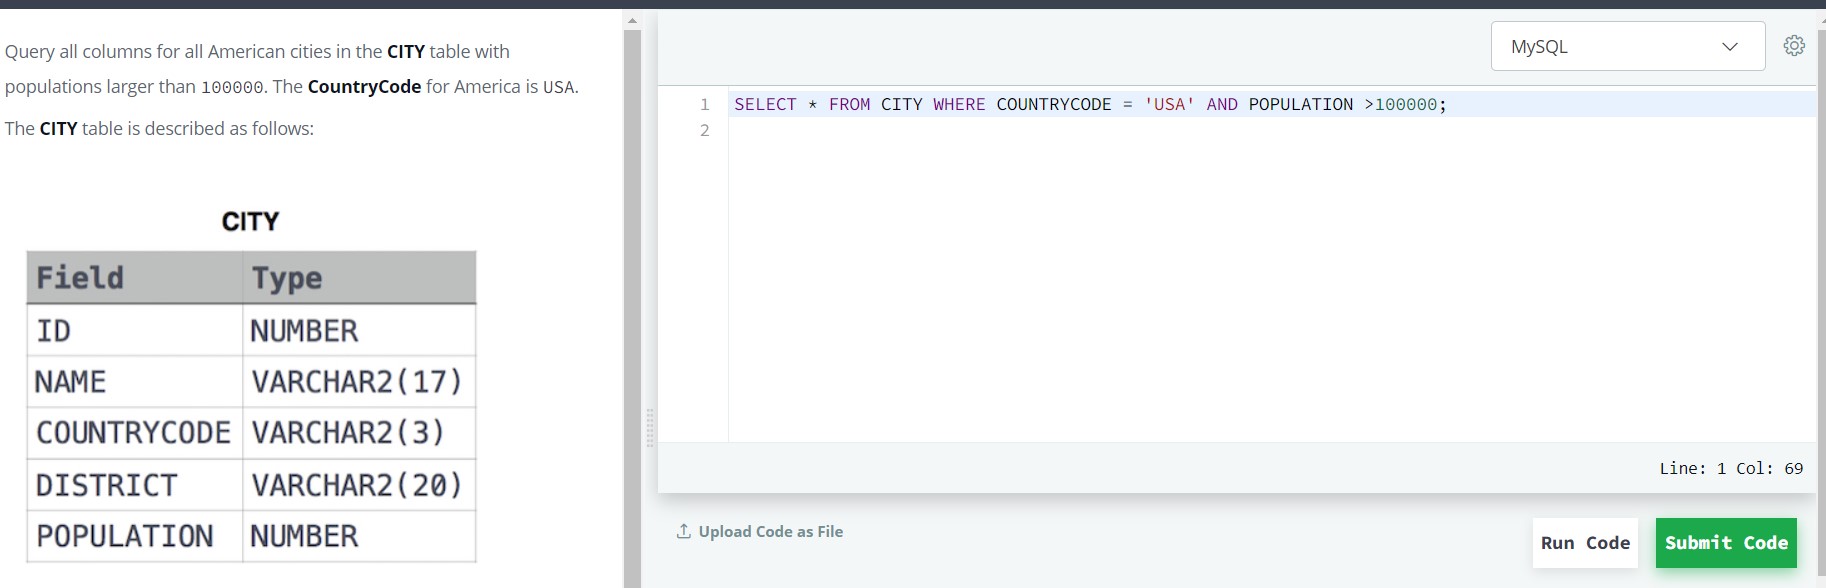 Query all columns for all American cities in the CITY table with
populations larger than 100000. The CountryCode for America is USA.
The CITY table is described as follows:
CITY
Field Type
ID NUMBER
NAME VARCHAR2(17)
COUNTRYCODE VARCHAR2(3)
DISTRICT VARCHAR2(20)
POPULATION NUMBER
MySQL
1 SELECT * FROM CITY WHERE COUNTRYCODE = 'USA' AND POPULATION >100000;
2
Line: 1 Col: 69
Upload Code as File
Run Code
Submit Code